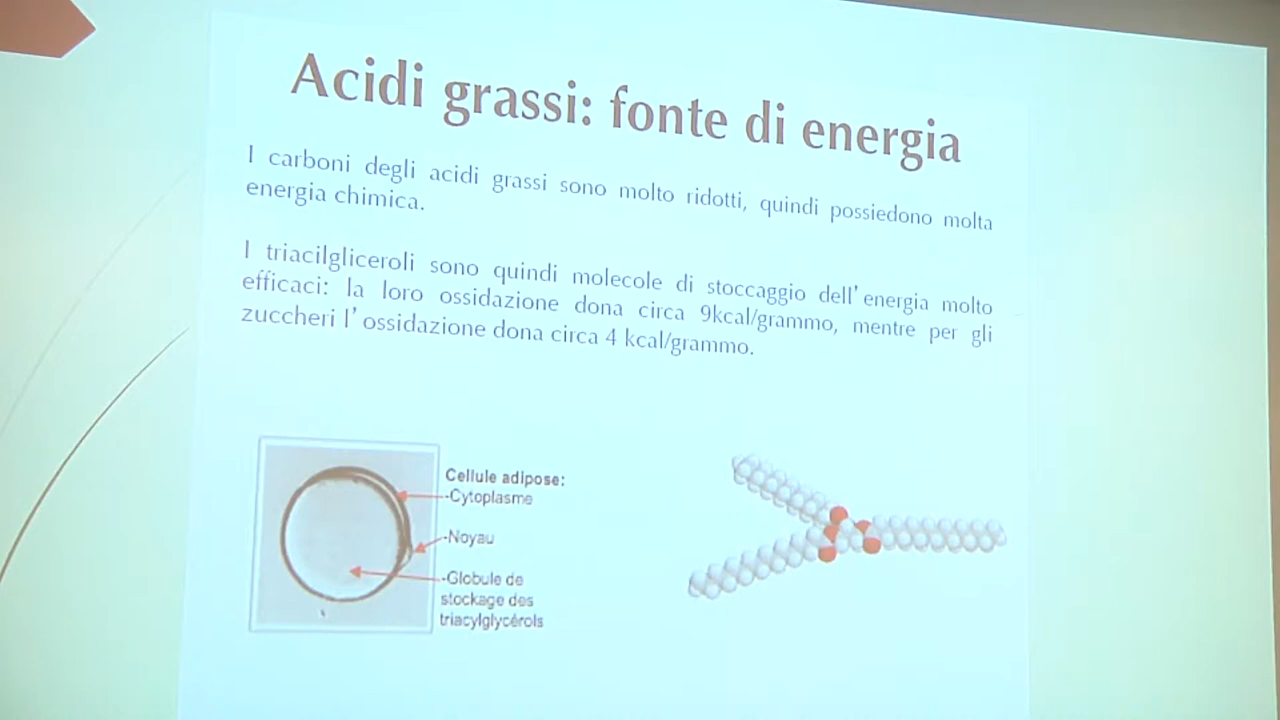 Acidi grassi: fonte di energia
I carboni degli acidi grassi sono molto ridotti, quindi possiedono molta
energia chimica.
I triacilgliceroli sono quindi molecole di stoccaggio dell'energia molto
efficaci: la loro ossidazione dona circa 9kcal/grammo, mentre per gli
zuccheri l'ossidazione dona circa 4 kcal/grammo.
Cellule adipose:
-Cytoplasme
-Noyau
-Globule de
stockage des
triacylglycérols